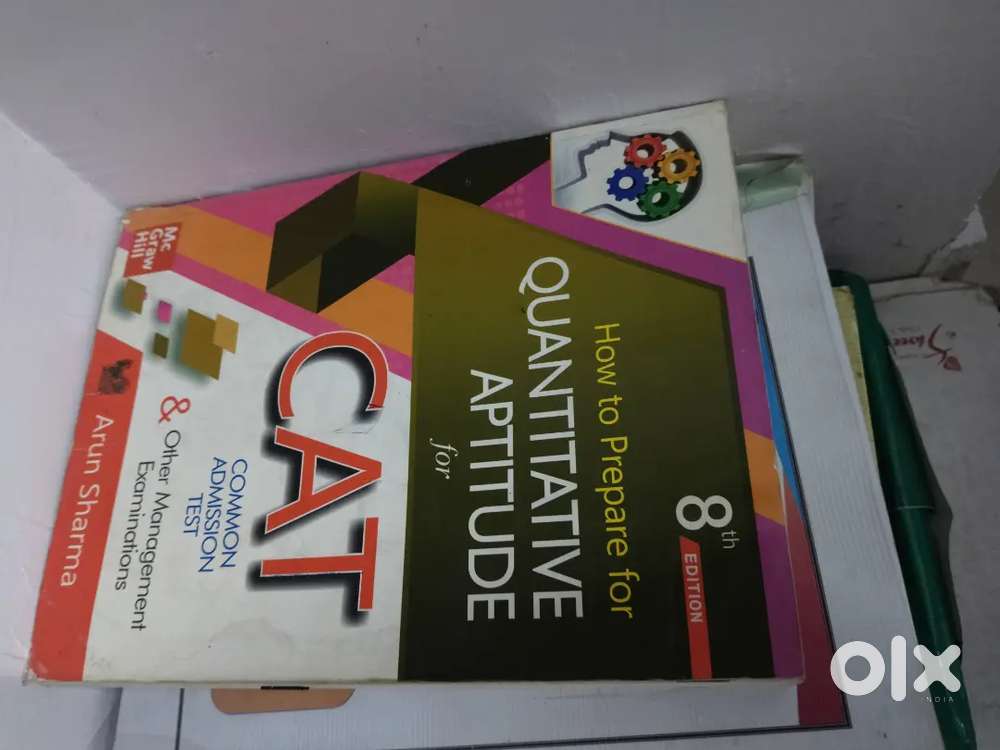 8th
EDITION
How to Prepare for
QUANTITATIVE
APTITUDE
for
CAT
COMMON
ADMISSION
TEST
& Other Management
Examinations
Mc
Graw
Hill
Arun Sharma
olx
INDIA